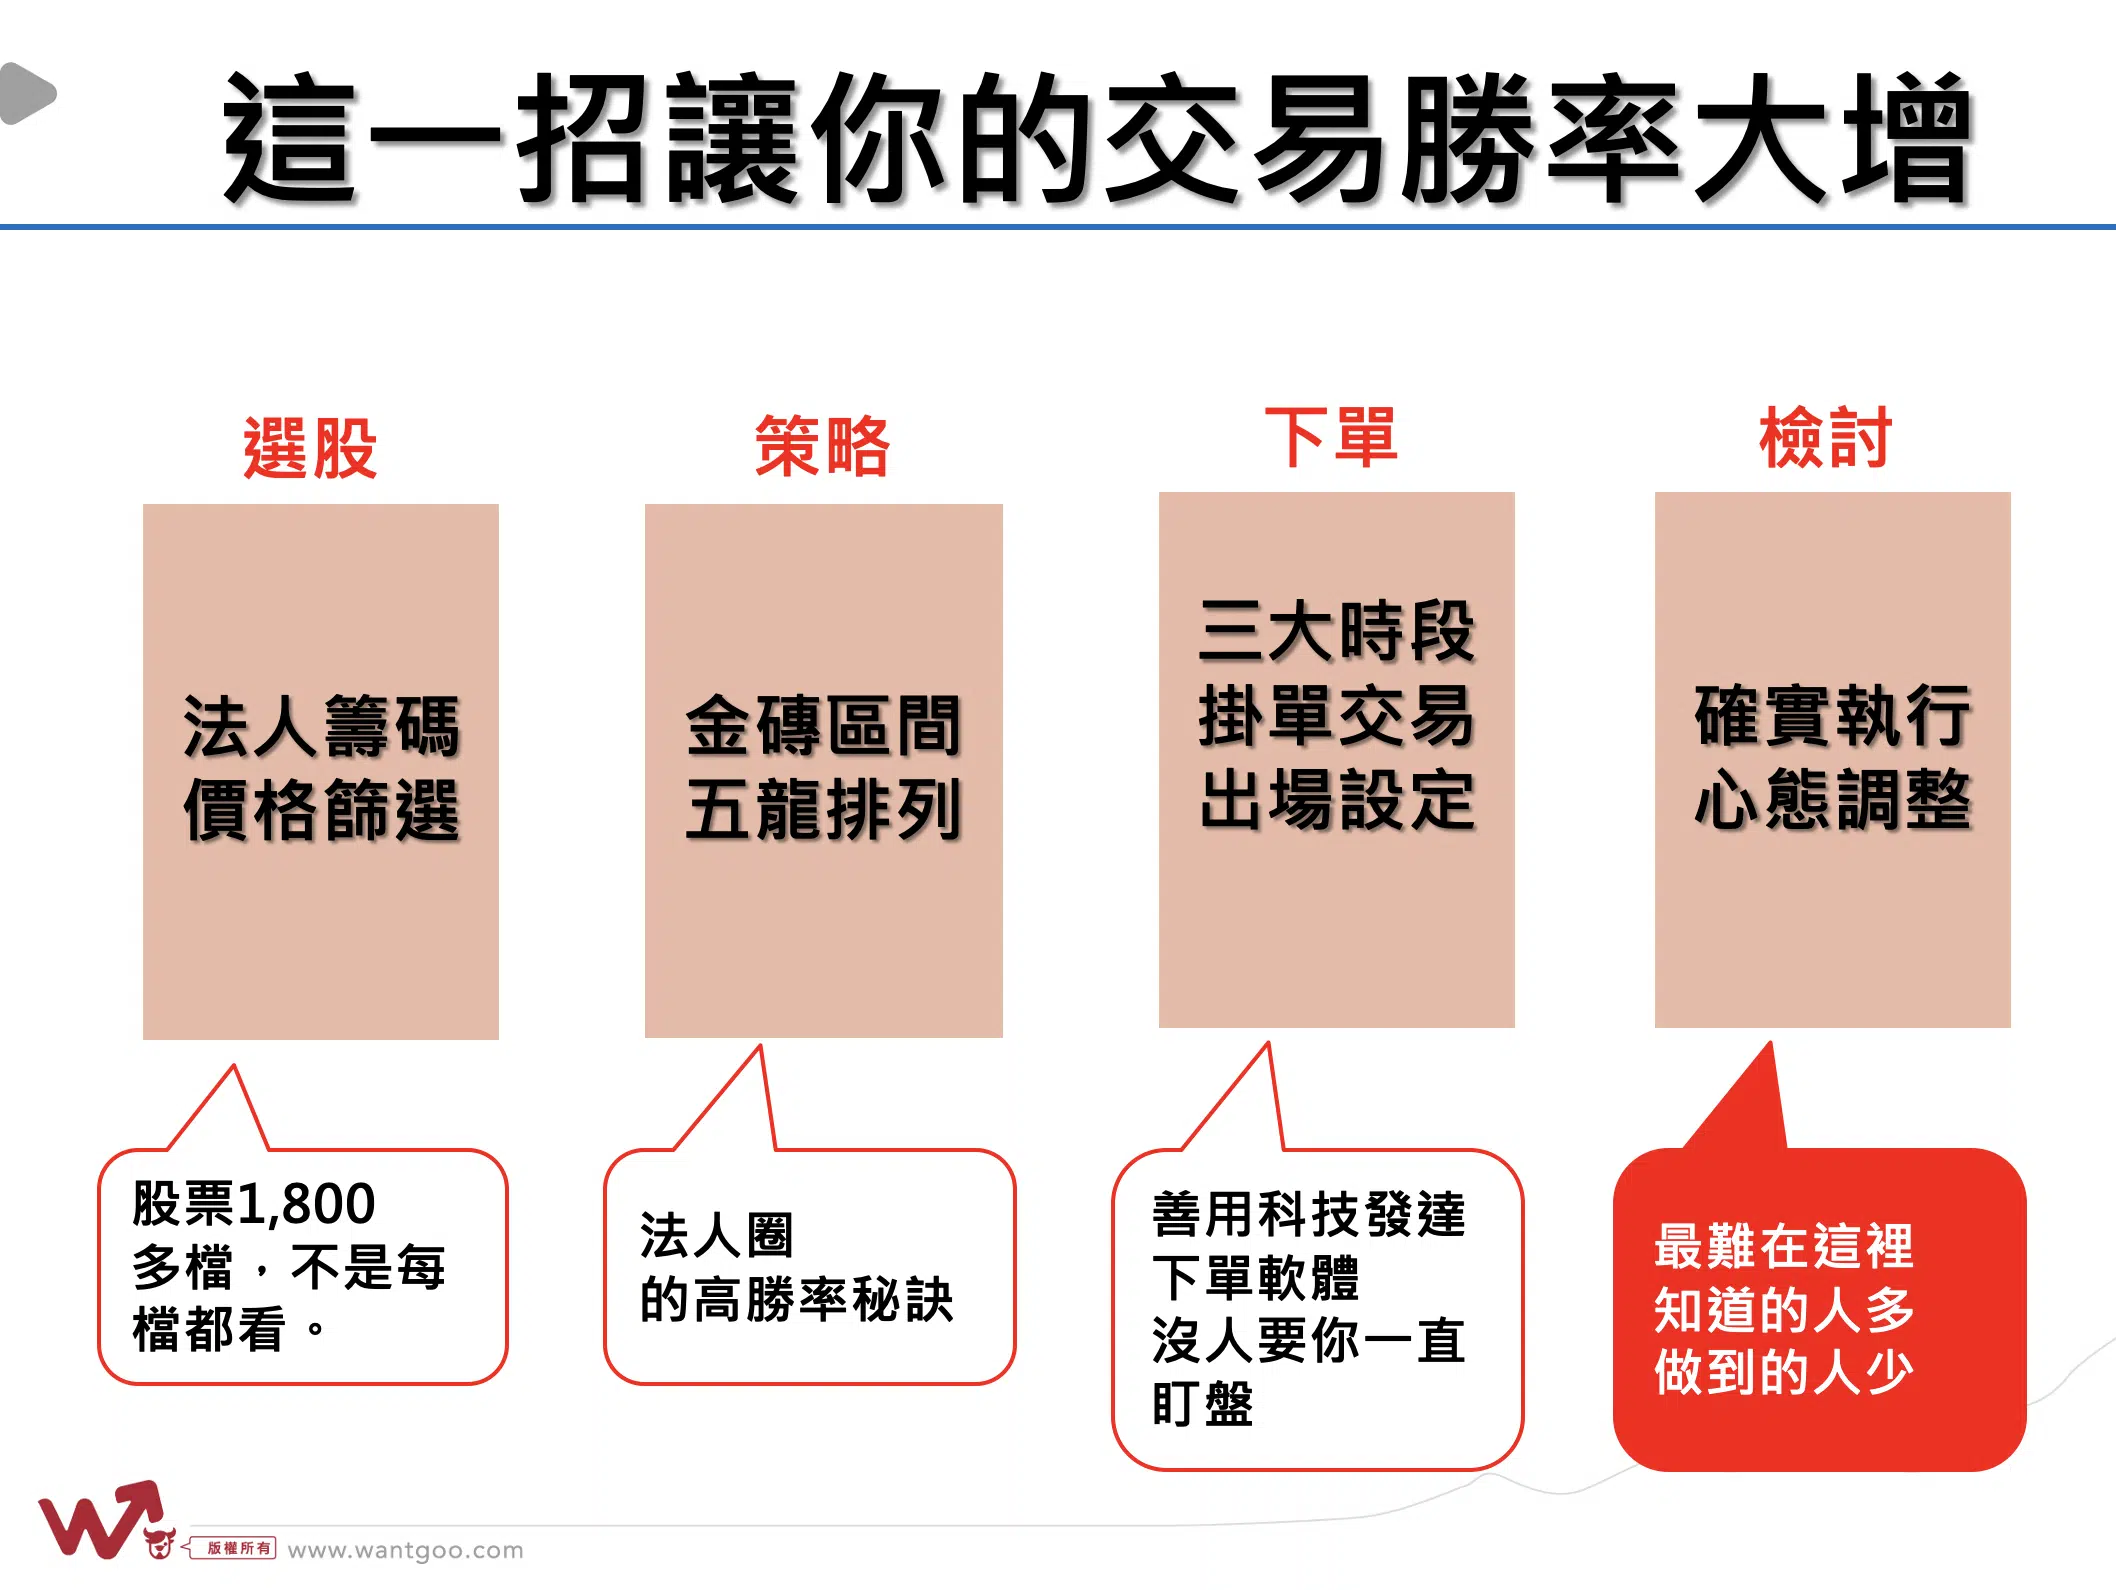 這一招讓你的交易勝率大增
選股
法人籌碼
價格篩選
股票1,800
多檔，不是每
檔都看。
策略
金磚區間
五龍排列
法人圈
的高勝率秘訣
下單
三大時段
掛單交易
出場設定
善用科技發達
下單軟體
沒人要你一直
盯盤
檢討
確實執行
心態調整
最難在這裡
知道的人多
做到的人少
版權所有
www.wantgoo.com